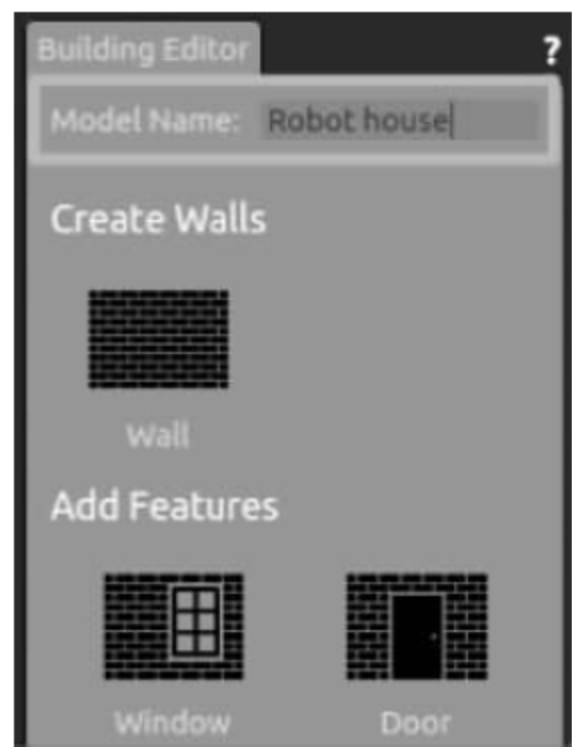 Building Editor ?
Model Name: Robot house
Create Walls
Wall
Add Features
Window Door